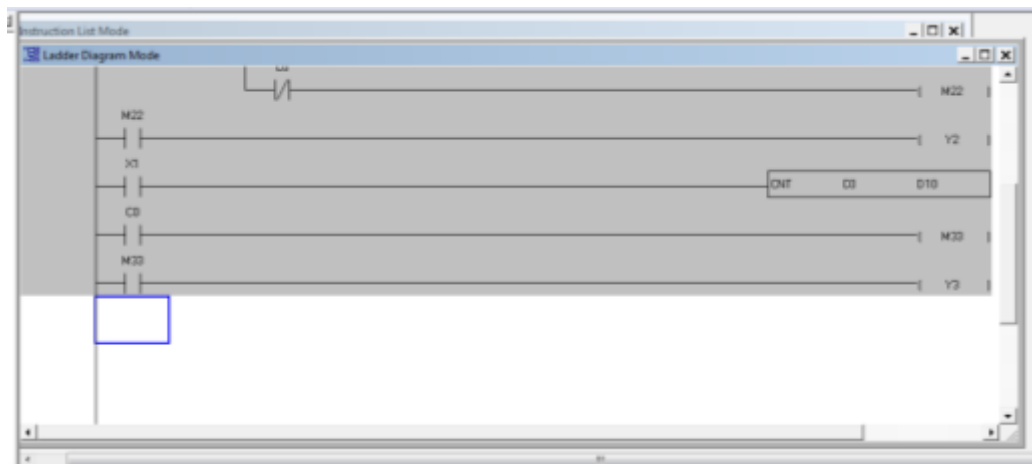 Instruction List Mode
Ladder Diagram Mode
M22
M22
Y2
X1
CNT C0 D10
C0
M33
M33
Y3